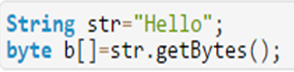 String str="Hello";
byte b[]=str.getBytes();